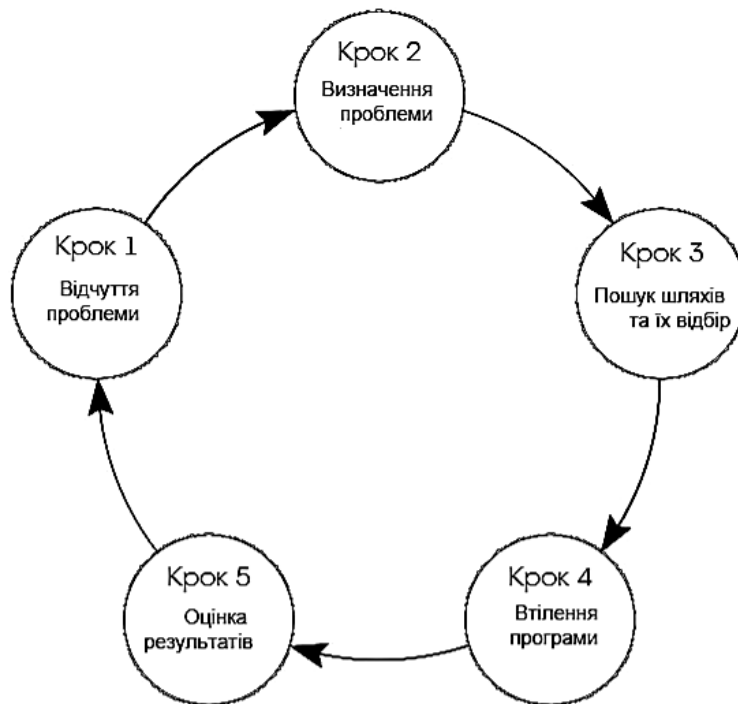 Крок 1
Відчуття
проблеми
Крок 2
Визначення
проблеми
Крок 3
Пошук шляхів
та їх відбір
Крок 4
Втілення
програми
Крок 5
Оцінка
результатів